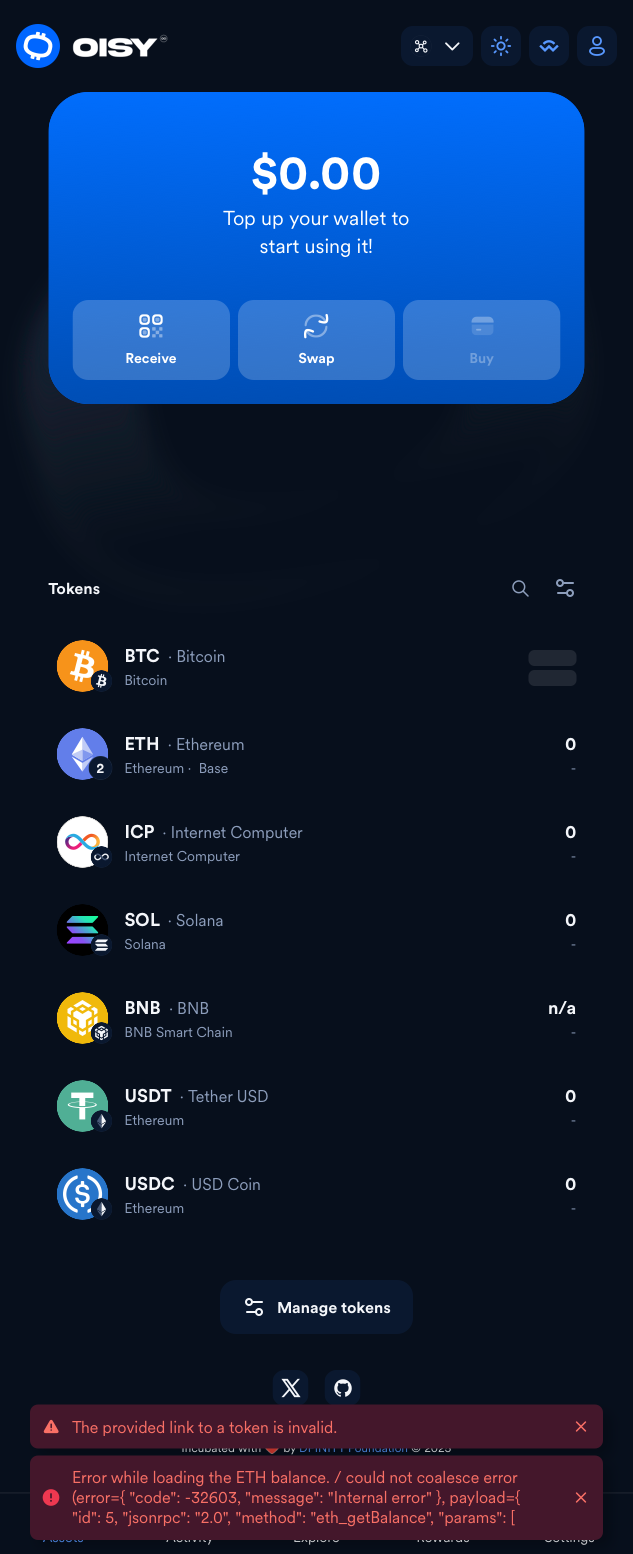 OISY
$0.00
Top up your wallet to
start using it!
Receive
Swap
Buy
Tokens
BTC · Bitcoin
Bitcoin
ETH · Ethereum
0
2
Ethereum · Base
-
ICP · Internet Computer
0
Internet Computer
-
SOL · Solana
0
Solana
-
BNB · BNB
n/a
BNB Smart Chain
-
USDT · Tether USD
0
Ethereum
-
USDC · USD Coin
0
Ethereum
-
Manage tokens
The provided link to a token is invalid.
Incubated with by DFINITY Foundation © 2025
Error while loading the ETH balance. / could not coalesce error
(error={ "code": -32603, "message": "Internal error" }, payload={
"id": 5, "jsonrpc": "2.0", "method": "eth_getBalance", "params": [
Assets Activity Explore Rewards Settings